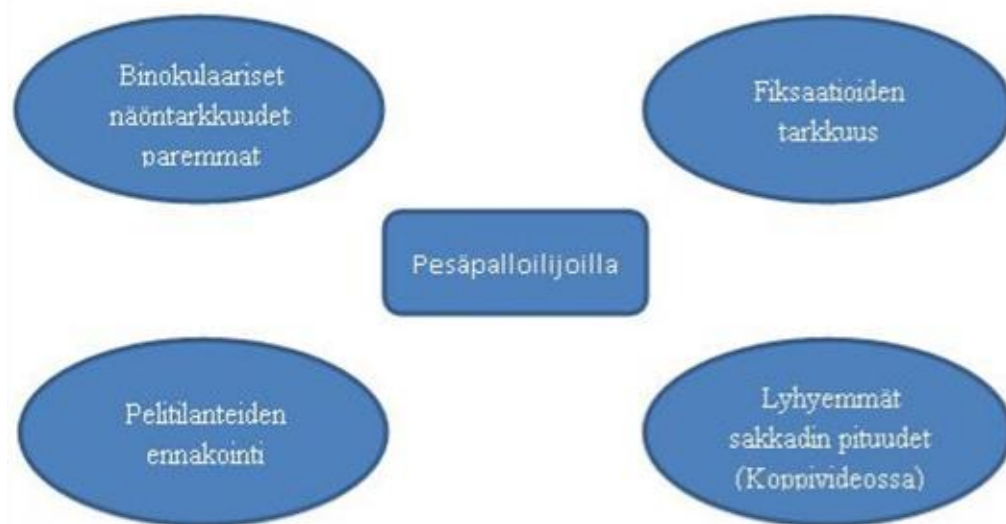 Binokulaariset
näöntarkkuudet
paremmat
Fiksaatioiden
tarkkuus
Pesäpalloilijoilla
Pelitilanteiden
ennakointi
Lyhyemmät
sakkadin pituudet
(Koppivideossa)